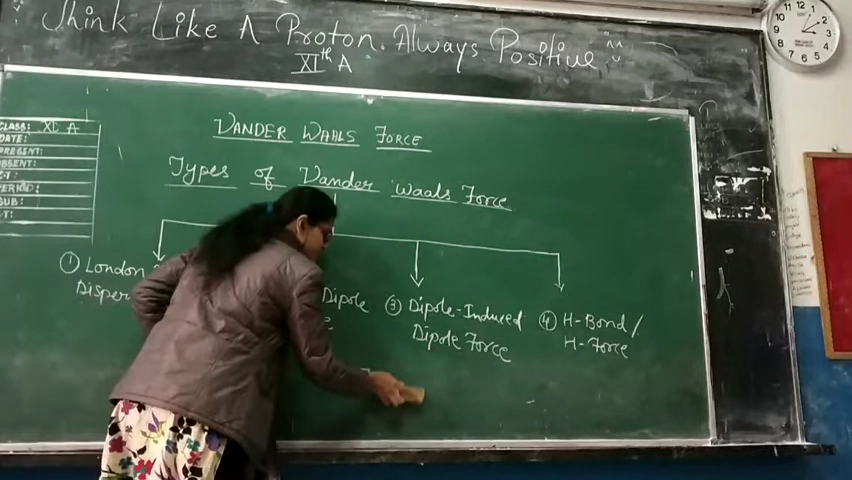 Think Like A Proton. Always Positive
XIth A
CLASS: XI A
DATE:
PRESENT:
ABSENT:
C.T:
PERIOD:
SUB:
VANDER WAALS FORCE
Types of Vander waals Force
① London
Disper
Dipole
③ Dipole-Induced
Dipole Force
④ H-Bond/
H-Force